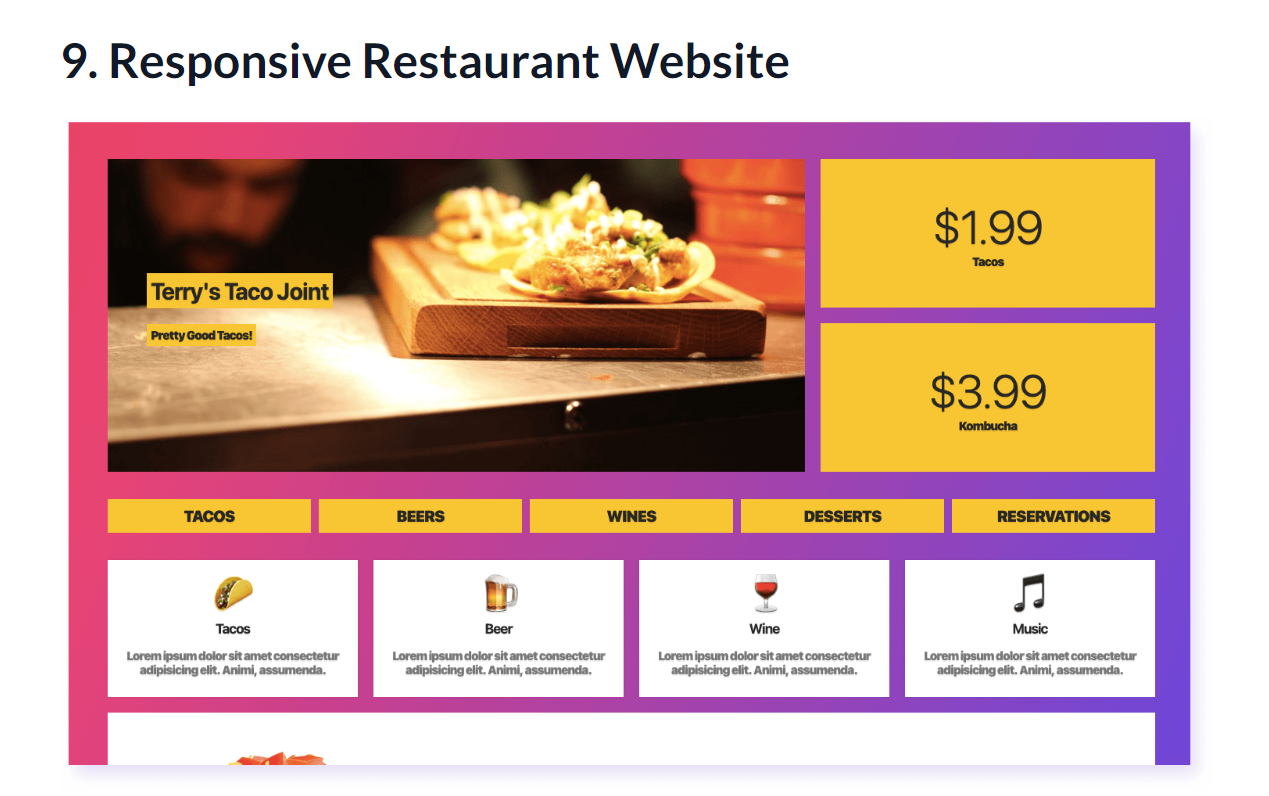 9. Responsive Restaurant Website
Terry's Taco Joint
Pretty Good Tacos!
$1.99
Tacos
$3.99
Kombucha
TACOS
BEERS
WINES
DESSERTS
RESERVATIONS
Tacos
Lorem ipsum dolor sit amet consectetur
adipisicing elit. Animi, assumenda.
Beer
Lorem ipsum dolor sit amet consectetur
adipisicing elit. Animi, assumenda.
Wine
Lorem ipsum dolor sit amet consectetur
adipisicing elit. Animi, assumenda.
Music
Lorem ipsum dolor sit amet consectetur
adipisicing elit. Animi, assumenda.